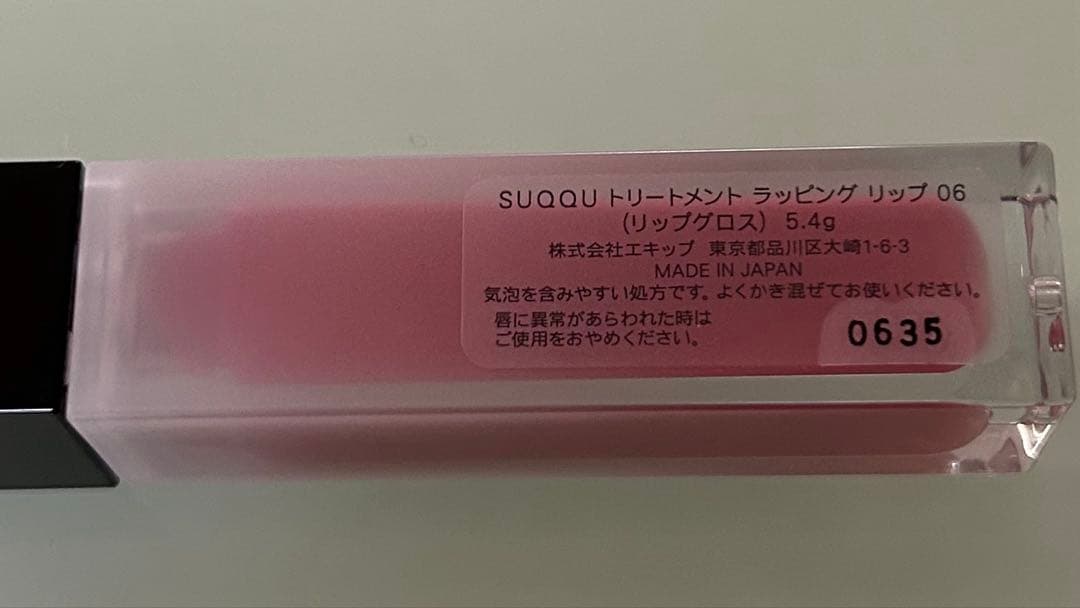 SUQQU トリートメント ラッピング リップ 06
(リップグロス) 5.4g
株式会社エキップ 東京都品川区大崎1-6-3
MADE IN JAPAN
気泡を含みやすい処方です。よくかき混ぜてお使いください。
唇に異常があらわれた時は
ご使用をおやめください。
0635